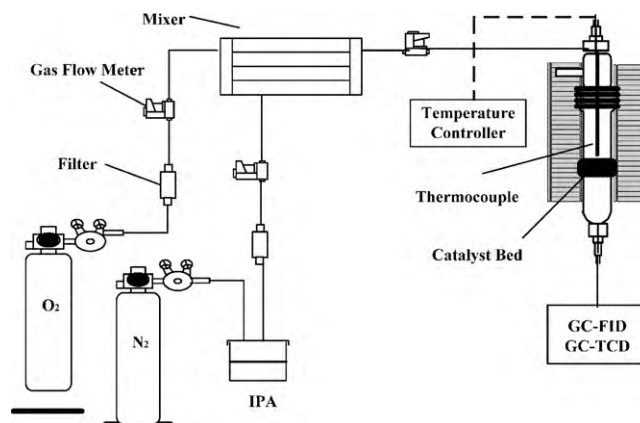 Mixer
Gas Flow Meter
Filter
O2
N2
IPA
Temperature
Controller
Thermocouple
Catalyst Bed
GC-FID
GC-TCD